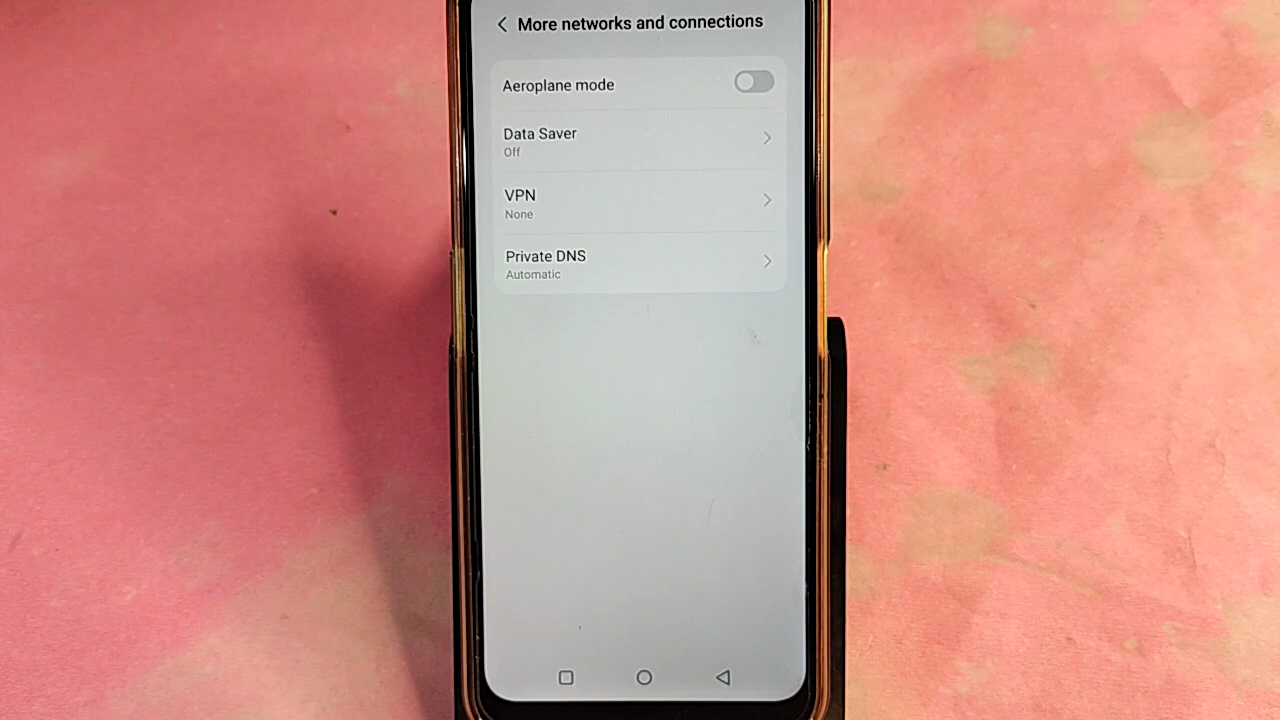 More networks and connections
Aeroplane mode
Data Saver
Off
VPN
None
Private DNS
Automatic